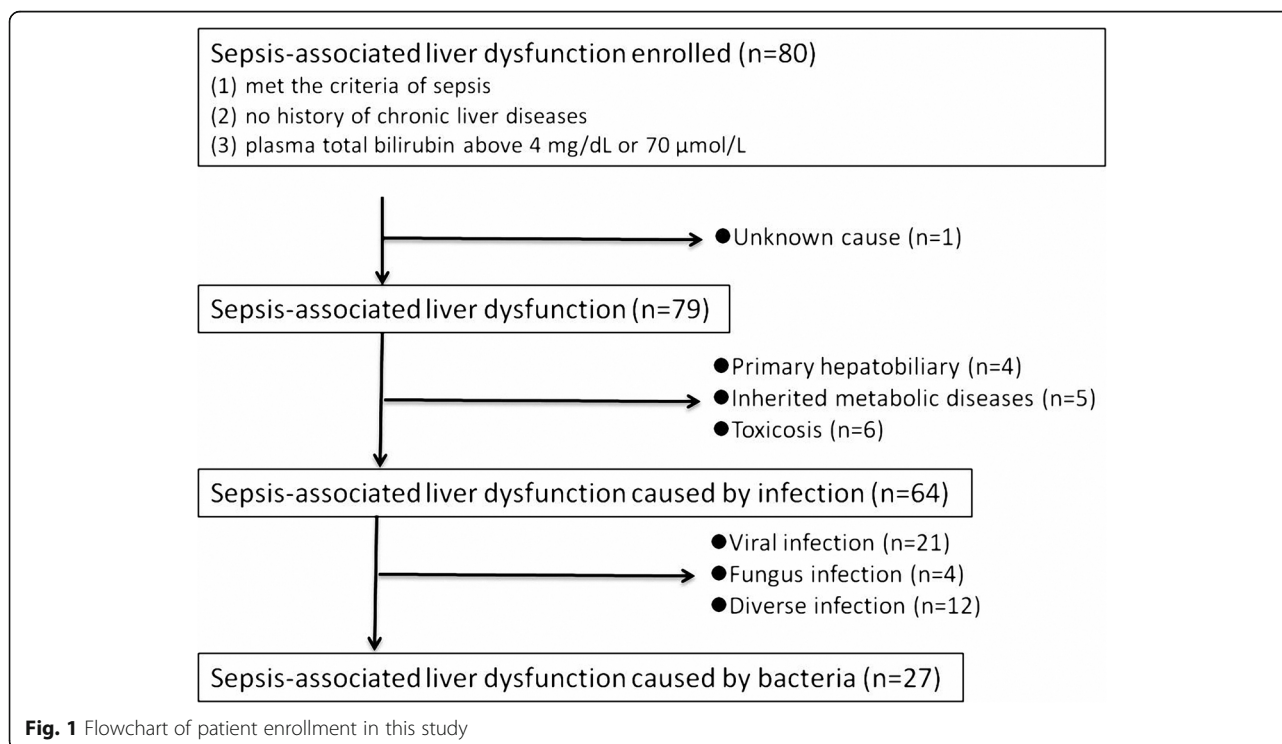 Sepsis-associated liver dysfunction enrolled (n=80)
(1) met the criteria of sepsis
(2) no history of chronic liver diseases
(3) plasma total bilirubin above 4 mg/dL or 70 μmol/L
●Unknown cause (n=1)
Sepsis-associated liver dysfunction (n=79)
●Primary hepatobiliary (n=4)
●Inherited metabolic diseases (n=5)
●Toxicosis (n=6)
Sepsis-associated liver dysfunction caused by infection (n=64)
●Viral infection (n=21)
●Fungus infection (n=4)
●Diverse infection (n=12)
Sepsis-associated liver dysfunction caused by bacteria (n=27)
Fig. 1 Flowchart of patient enrollment in this study